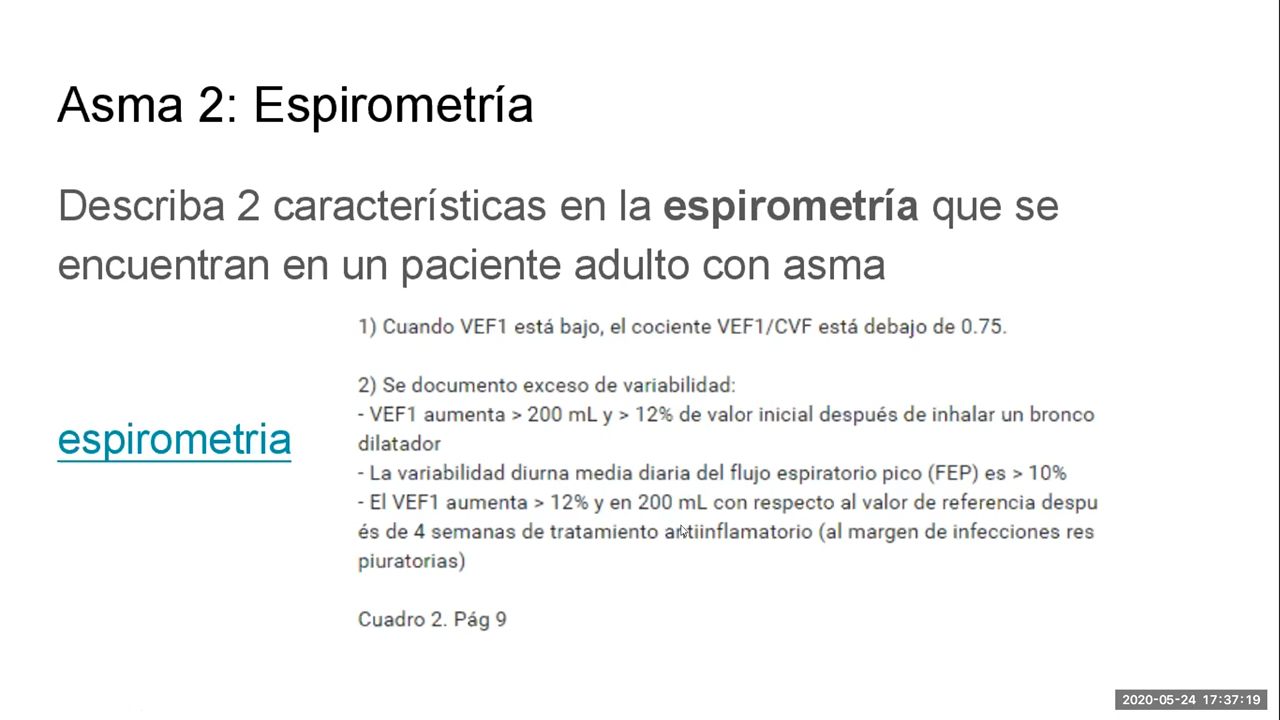 Asma 2: Espirometría
Describa 2 características en la espirometría que se
encuentran en un paciente adulto con asma
1) Cuando VEF1 está bajo, el cociente VEF1/CVF está debajo de 0.75.
2) Se documento exceso de variabilidad:
- VEF1 aumenta > 200 mL y > 12% de valor inicial después de inhalar un bronco
dilatador
espirometria
- La variabilidad diurna media diaria del flujo espiratorio pico (FEP) es > 10%
- El VEF1 aumenta > 12% y en 200 mL con respecto al valor de referencia despu
és de 4 semanas de tratamiento antiinflamatorio (al margen de infecciones res
piuratorias)
Cuadro 2. Pág 9
2020-05-24 17:37:19